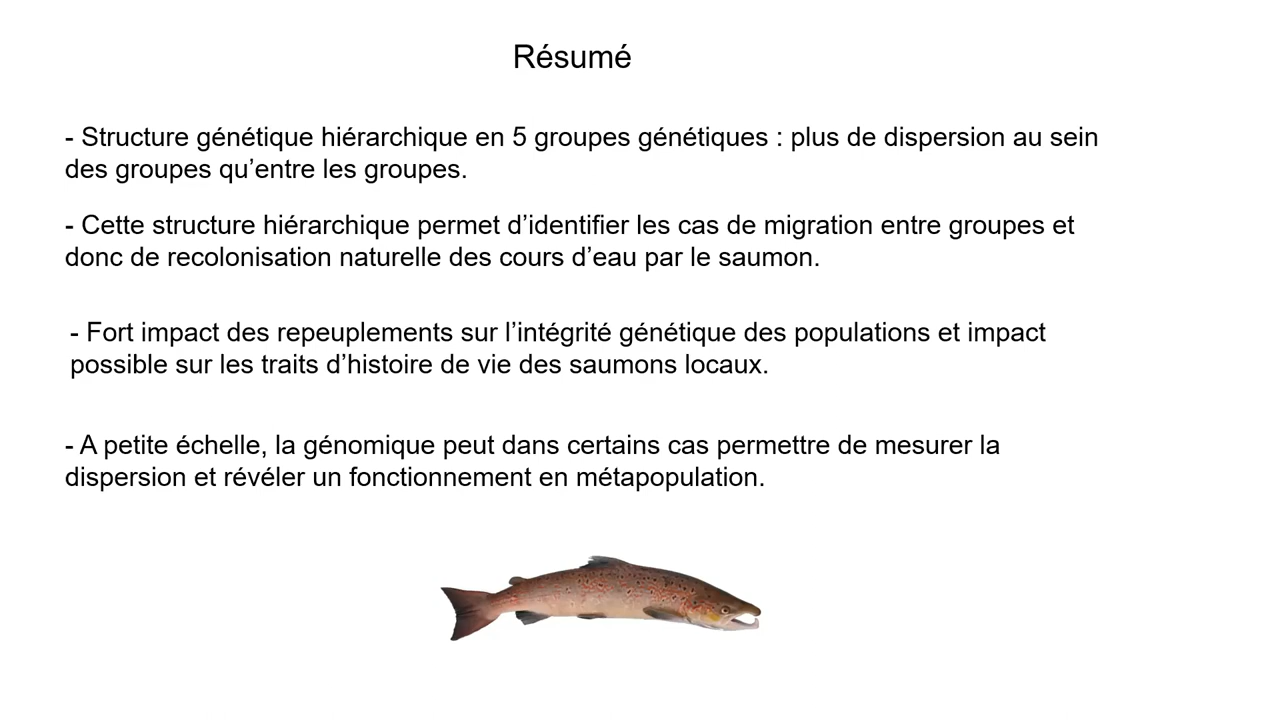 Résumé
- Structure génétique hiérarchique en 5 groupes génétiques : plus de dispersion au sein
des groupes qu’entre les groupes.
- Cette structure hiérarchique permet d’identifier les cas de migration entre groupes et
donc de recolonisation naturelle des cours d’eau par le saumon.
- Fort impact des repeuplements sur l’intégrité génétique des populations et impact
possible sur les traits d’histoire de vie des saumons locaux.
- A petite échelle, la génomique peut dans certains cas permettre de mesurer la
dispersion et révéler un fonctionnement en métapopulation.